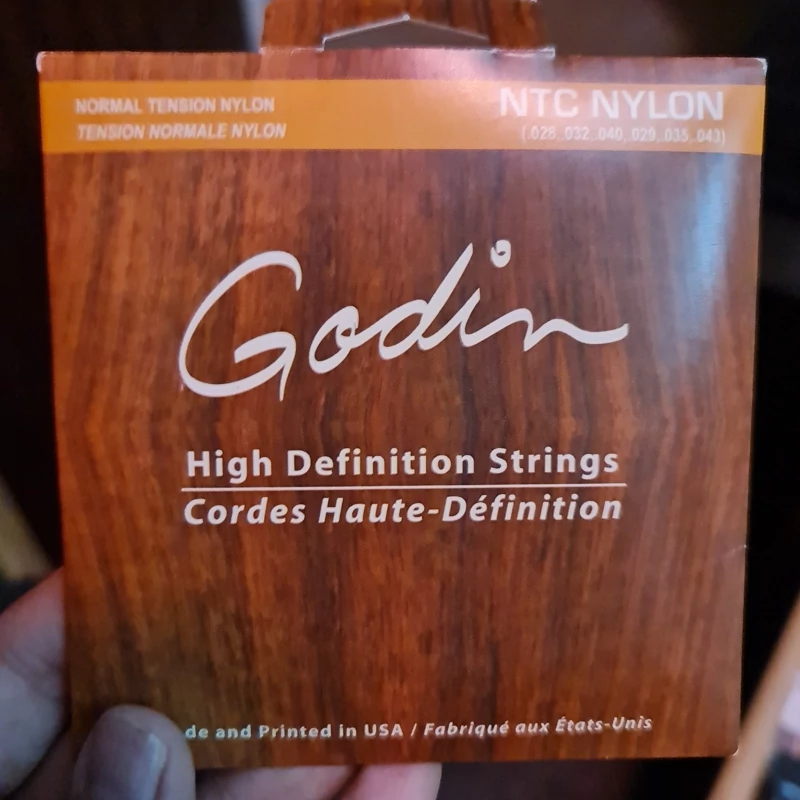 NORMAL TENSION NYLON
TENSION NORMALE NYLON
NTC NYLON
(.028,.032,.040,.029,.035,.043)
Godin
High Definition Strings
Cordes Haute-Définition
de and Printed in USA / Fabriqué aux États-Unis